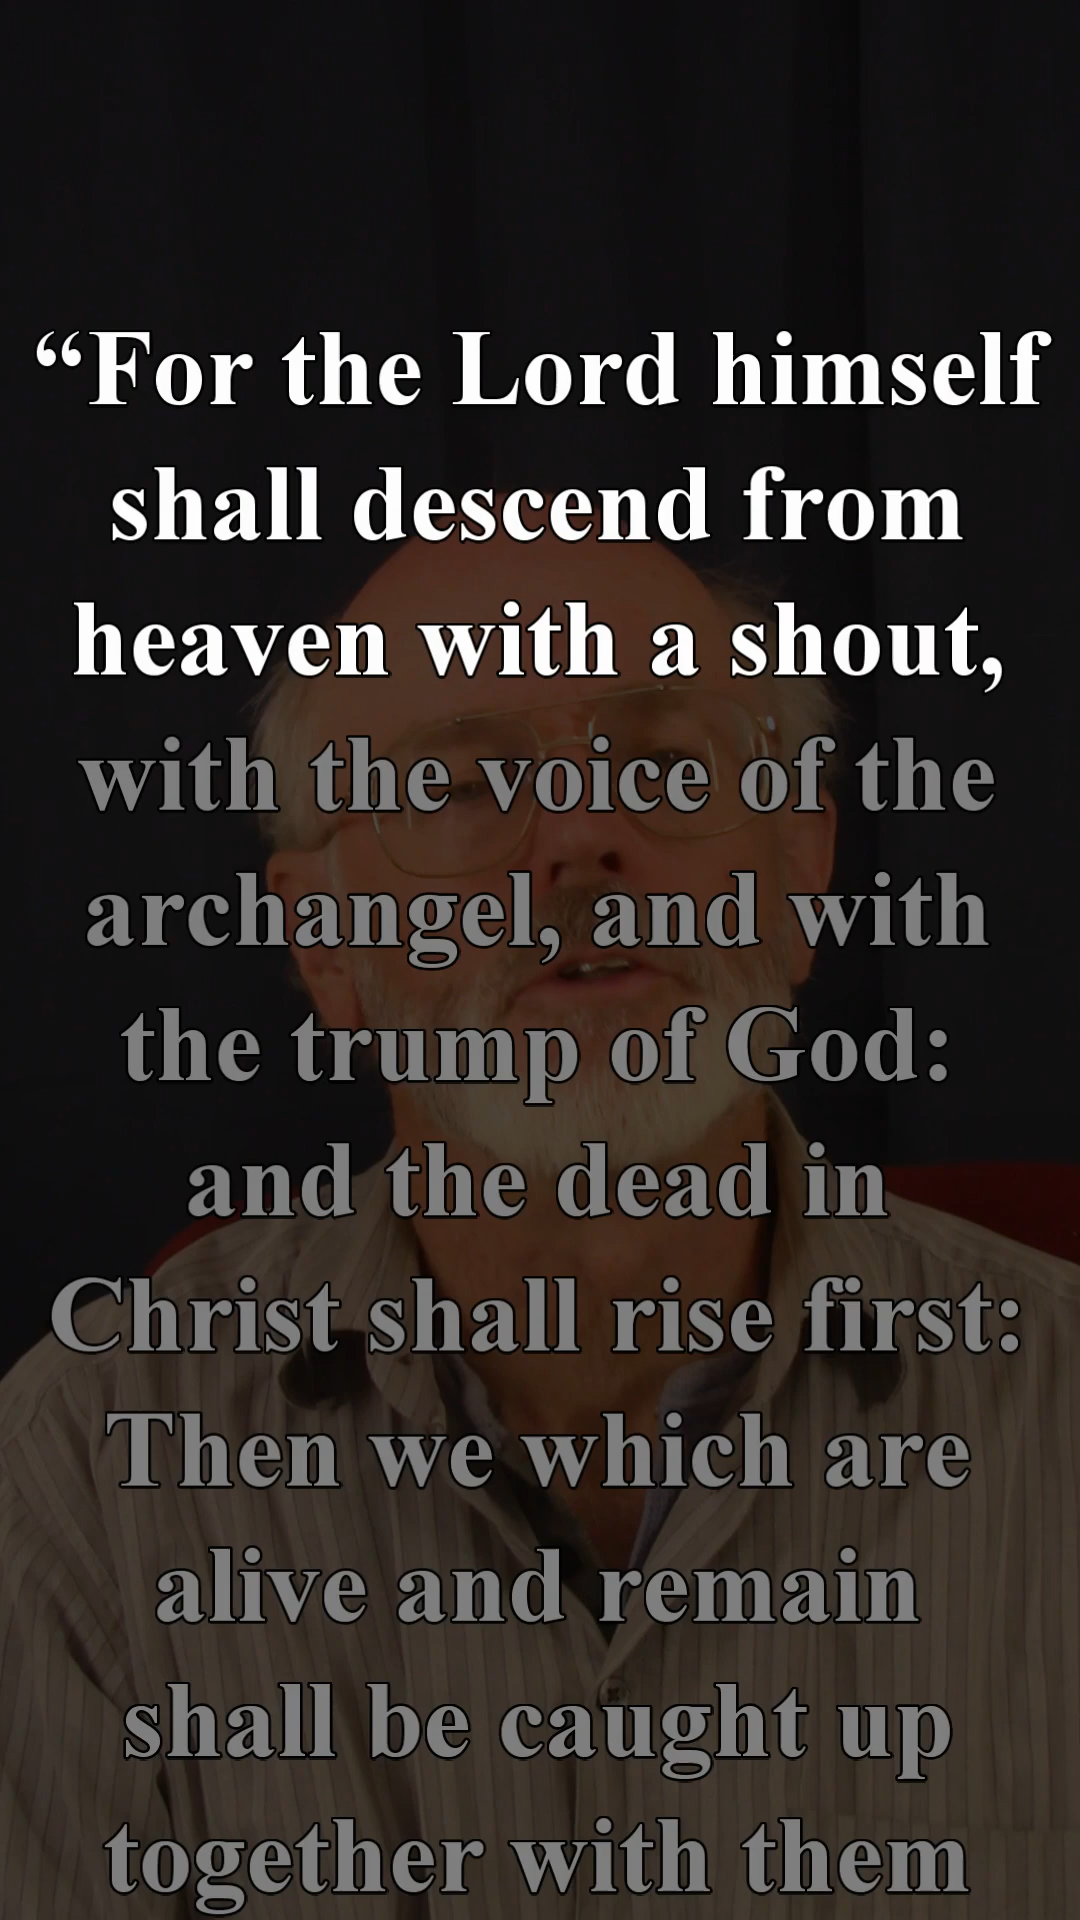 “For the Lord himself
shall descend from
heaven with a shout,
with the voice of the
archangel, and with
the trump of God:
and the dead in
Christ shall rise first:
Then we which are
alive and remain
shall be caught up
together with them